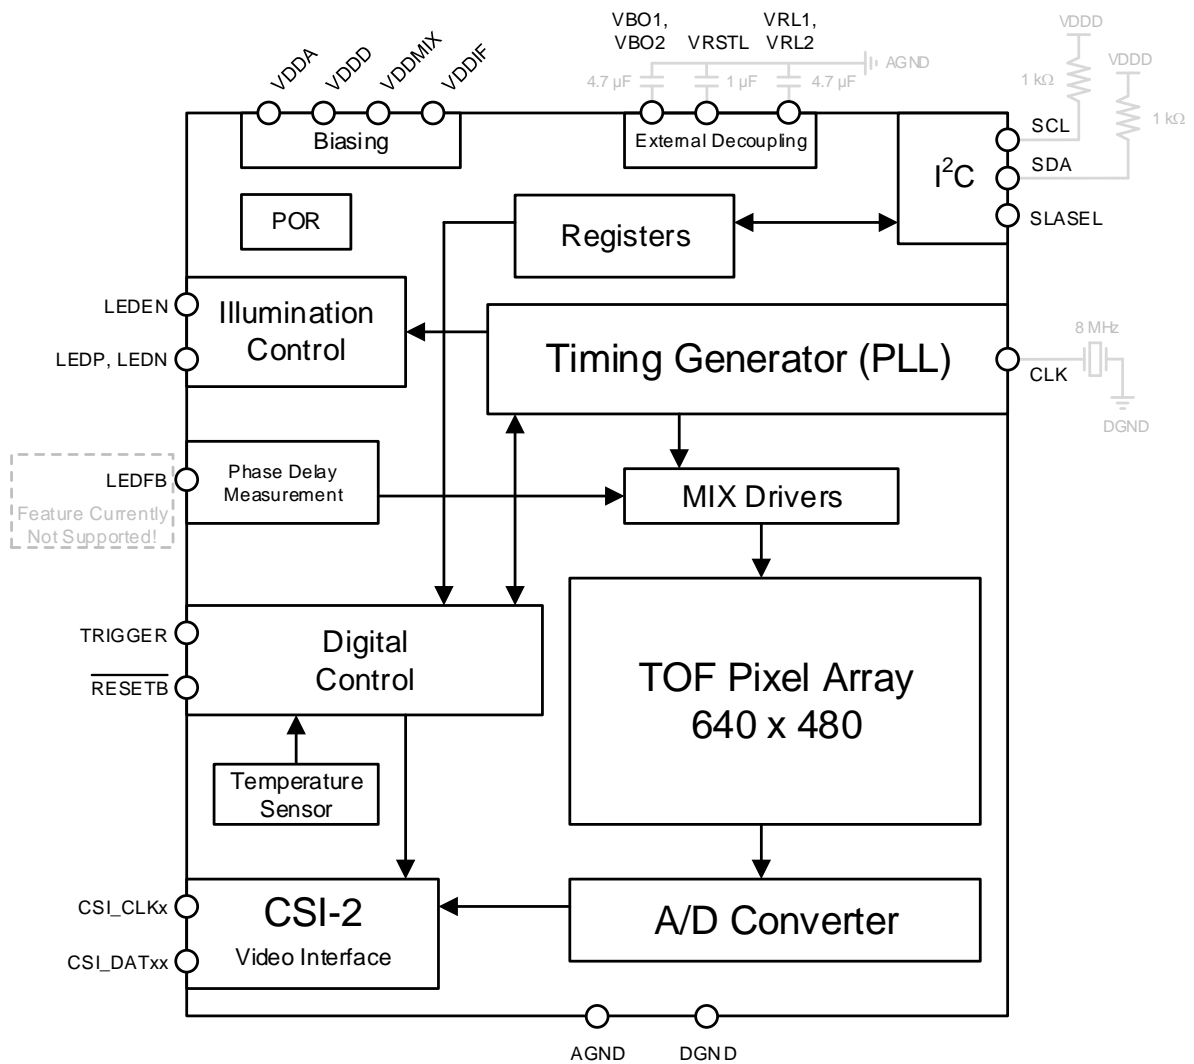 VBO1,
VBO2
VRSTL
VRL1,
VRL2
VDDD
VDDA
VDDD
VDDMIX
VDDIF
AGND
VDDD
4.7 µF
1 µF
4.7 µF
1 kΩ
1 kΩ
Biasing
External Decoupling
I²C
SCL
SDA
SLASEL
POR
Registers
LEDEN
LEDP, LEDN
Illumination
Control
Timing Generator (PLL)
8 MHz
CLK
DGND
LEDFB
Feature Currently
Not Supported!
Phase Delay
Measurement
MIX Drivers
TRIGGER
RESETB
Digital
Control
TOF Pixel Array
640 x 480
Temperature
Sensor
CSI_CLKx
CSI_DATxx
CSI-2
Video Interface
A/D Converter
AGND
DGND